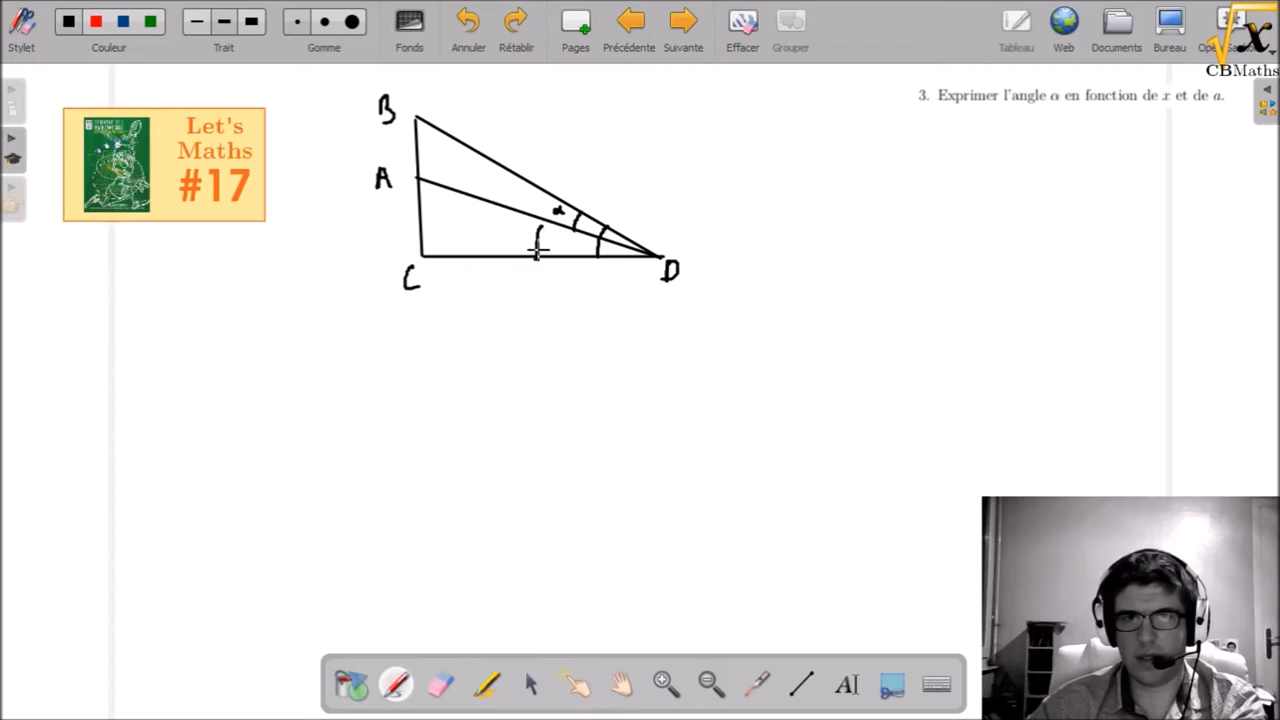 Stylet
Couleur
Trait
Gomme
Fonds
Annuler
Rétablir
Pages
Précédente
Suivante
Effacer
Grouper
Tableau
Web
Documents
Bureau
x
CBMaths
Let's
Maths
#17
3. Exprimer l'angle α en fonction de x et de a.
B
A
α
C
D
AI